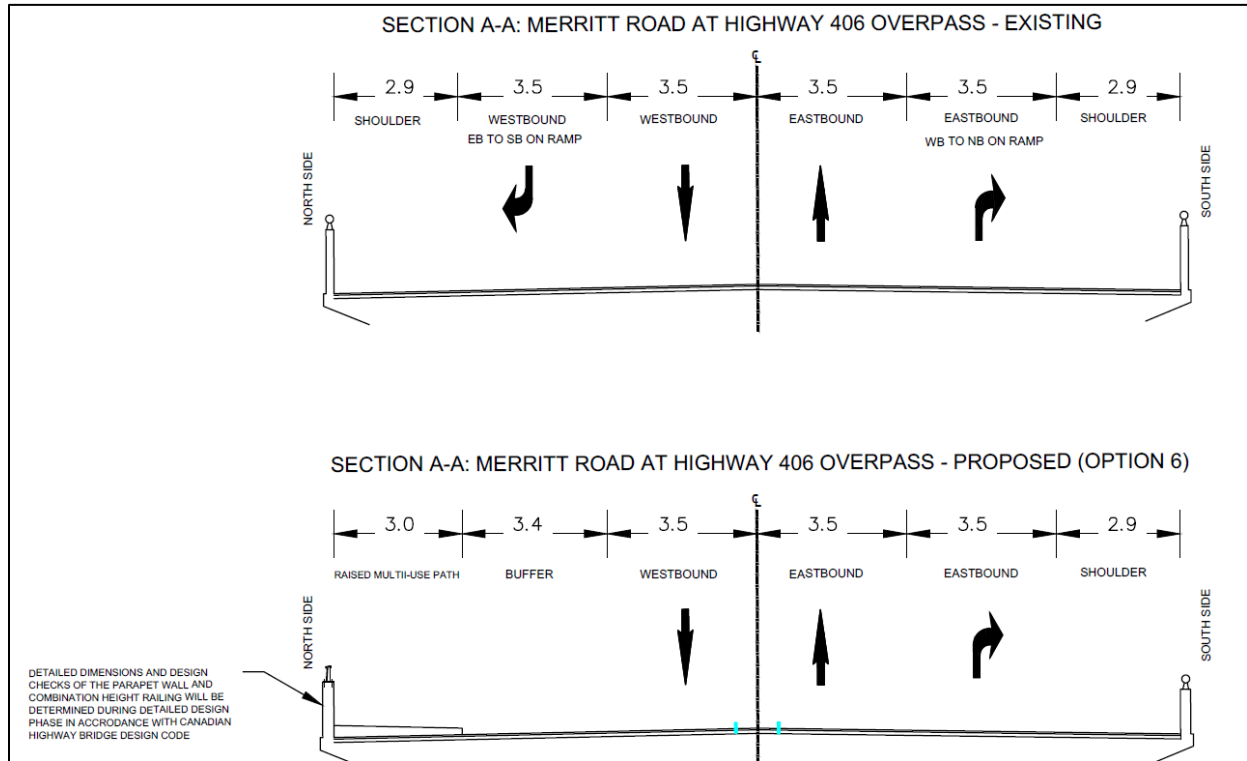 SECTION A-A: MERRITT ROAD AT HIGHWAY 406 OVERPASS - EXISTING
℄
2.9 3.5 3.5 3.5 3.5 2.9
SHOULDER WESTBOUND WESTBOUND EASTBOUND EASTBOUND SHOULDER
EB TO SB ON RAMP WB TO NB ON RAMP
NORTH SIDE
SOUTH SIDE
SECTION A-A: MERRITT ROAD AT HIGHWAY 406 OVERPASS - PROPOSED (OPTION 6)
℄
3.0 3.4 3.5 3.5 3.5 2.9
RAISED MULTII-USE PATH BUFFER WESTBOUND EASTBOUND EASTBOUND SHOULDER
NORTH SIDE
SOUTH SIDE
DETAILED DIMENSIONS AND DESIGN
CHECKS OF THE PARAPET WALL AND
COMBINATION HEIGHT RAILING WILL BE
DETERMINED DURING DETAILED DESIGN
PHASE IN ACCRODANCE WITH CANADIAN
HIGHWAY BRIDGE DESIGN CODE